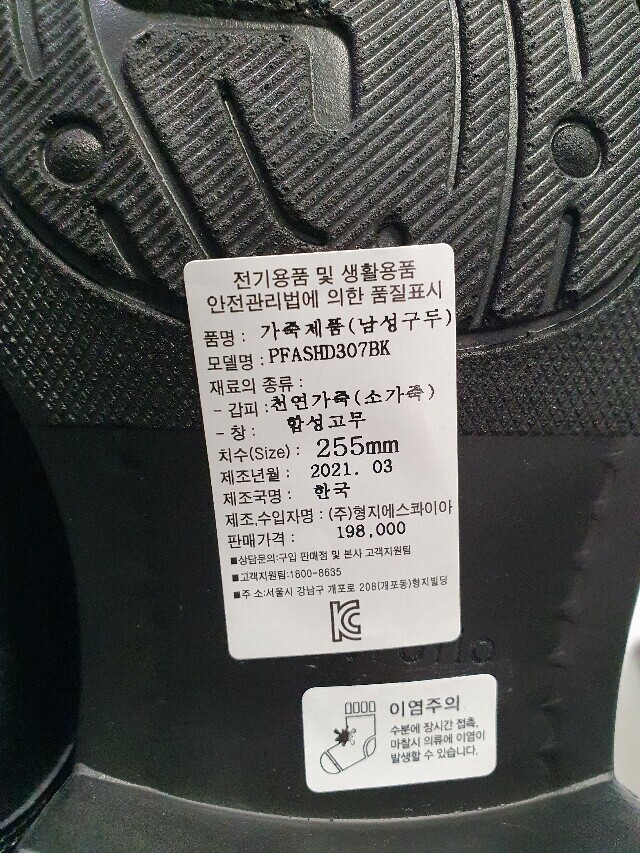 전기용품 및 생활용품
안전관리법에 의한 품질표시
품명 : 가죽제품(남성구두)
모델명 : PFASHD307BK
재료의 종류 :
- 갑피 : 천연가죽(소가죽)
- 창 : 합성고무
치수(Size) : 255mm
제조년월 : 2021. 03
제조국명 : 한국
제조,수입자명 : (주)형지에스콰이아
판매가격 : 198,000
■상담문의:구입 판매점 및 본사 고객지원팀
■고객지원팀:1800-8635
■주 소:서울시 강남구 개포로 208(개포동)형지빌딩
이염주의
수분에 장시간 접촉,
마찰시 의류에 이염이
발생할 수 있습니다.